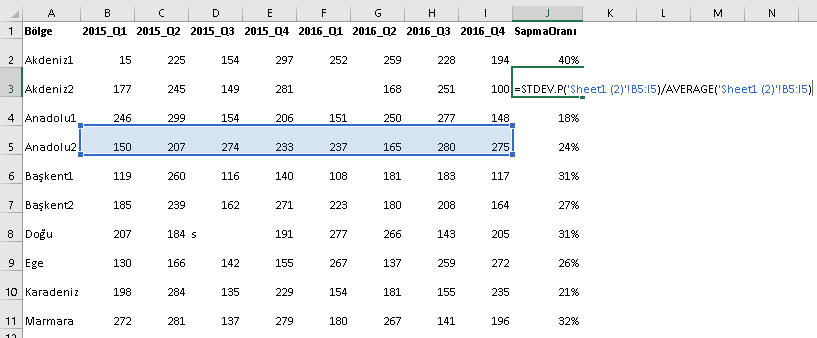 A B C D E F G H I J K L M N
1 Bölge 2015_Q1 2015_Q2 2015_Q3 2015_Q4 2016_Q1 2016_Q2 2016_Q3 2016_Q4 SapmaOranı
2 Akdeniz1 15 225 154 297 252 259 228 194 40%
3 Akdeniz2 177 245 149 281 168 251 100 =STDEV.P('Sheet1 (2)'!B5:I5)/AVERAGE('Sheet1 (2)'!B5:I5)
4 Anadolu1 246 299 154 206 151 250 277 148 18%
5 Anadolu2 150 207 274 233 237 165 280 275 24%
6 Başkent1 119 260 116 140 108 181 183 117 31%
7 Başkent2 185 239 162 271 223 180 208 164 27%
8 Doğu 207 184 s 191 277 266 143 205 31%
9 Ege 130 166 142 155 267 137 259 272 26%
10 Karadeniz 198 284 135 229 154 181 155 235 21%
11 Marmara 272 281 137 279 180 267 141 196 32%